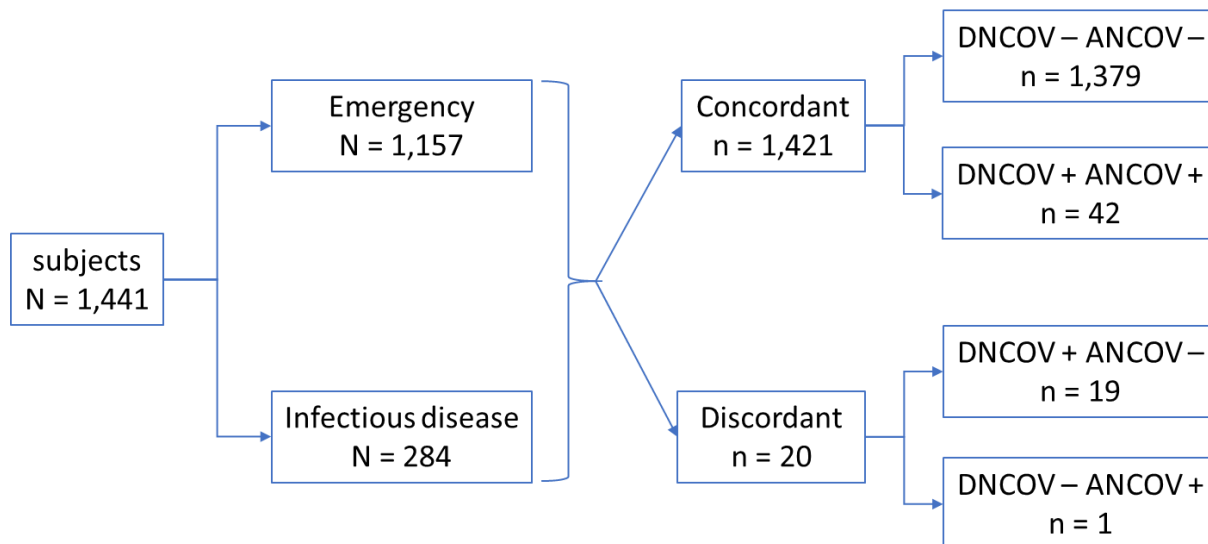 subjects
N = 1,441
Emergency
N = 1,157
Infectious disease
N = 284
Concordant
n = 1,421
Discordant
n = 20
DNCOV – ANCOV –
n = 1,379
DNCOV + ANCOV +
n = 42
DNCOV + ANCOV –
n = 19
DNCOV – ANCOV +
n = 1